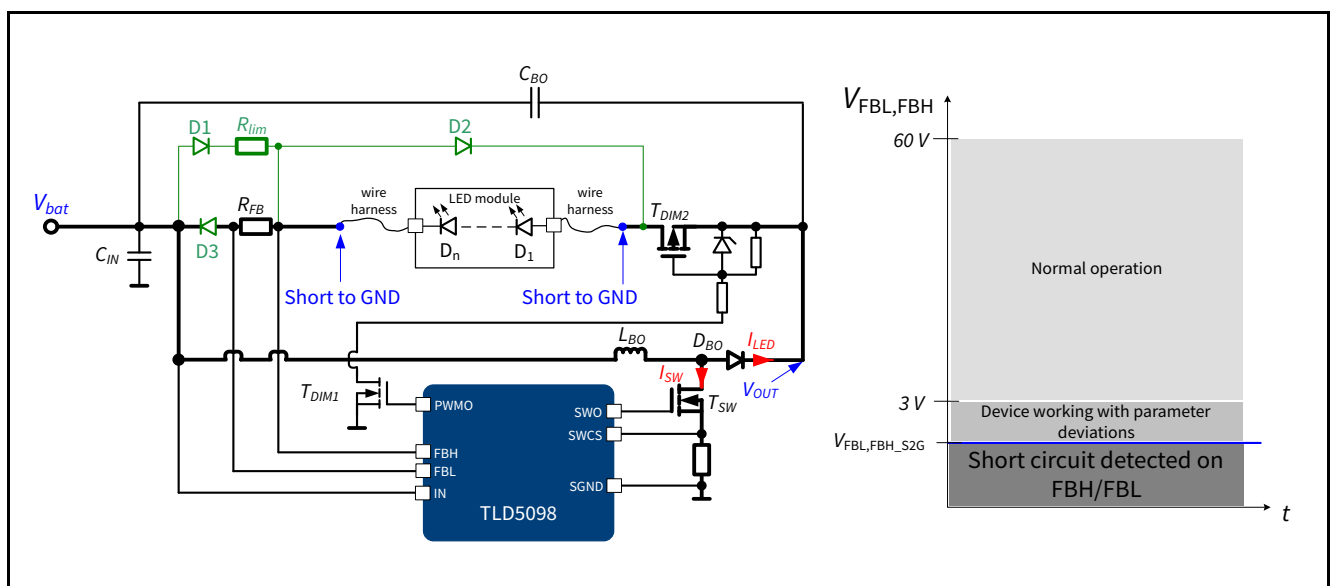 C_BO
D1
R_lim
D2
V_bat
R_FB
wire
harness
LED module
wire
harness
T_DIM2
C_IN
D3
D_n
D_1
Short to GND
Short to GND
L_BO
D_BO
I_LED
I_SW
V_OUT
T_DIM1
T_SW
PWMO
SWO
SWCS
FBH
FBL
IN
SGND
TLD5098
V_FBL,FBH
60 V
Normal operation
3 V
Device working with parameter
deviations
V_FBL,FBH_S2G
Short circuit detected on
FBH/FBL
t